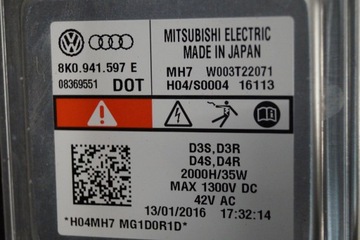 MITSUBISHI ELECTRIC
MADE IN JAPAN
8K0.941.597 E
08369551 DOT
MH7 W003T22071
H04/S0004 16113
D3S,D3R
D4S,D4R
2000H/35W
MAX 1300V DC
42V AC
13/01/2016 17:32:14
*H04MH7 MG1D0R1D*